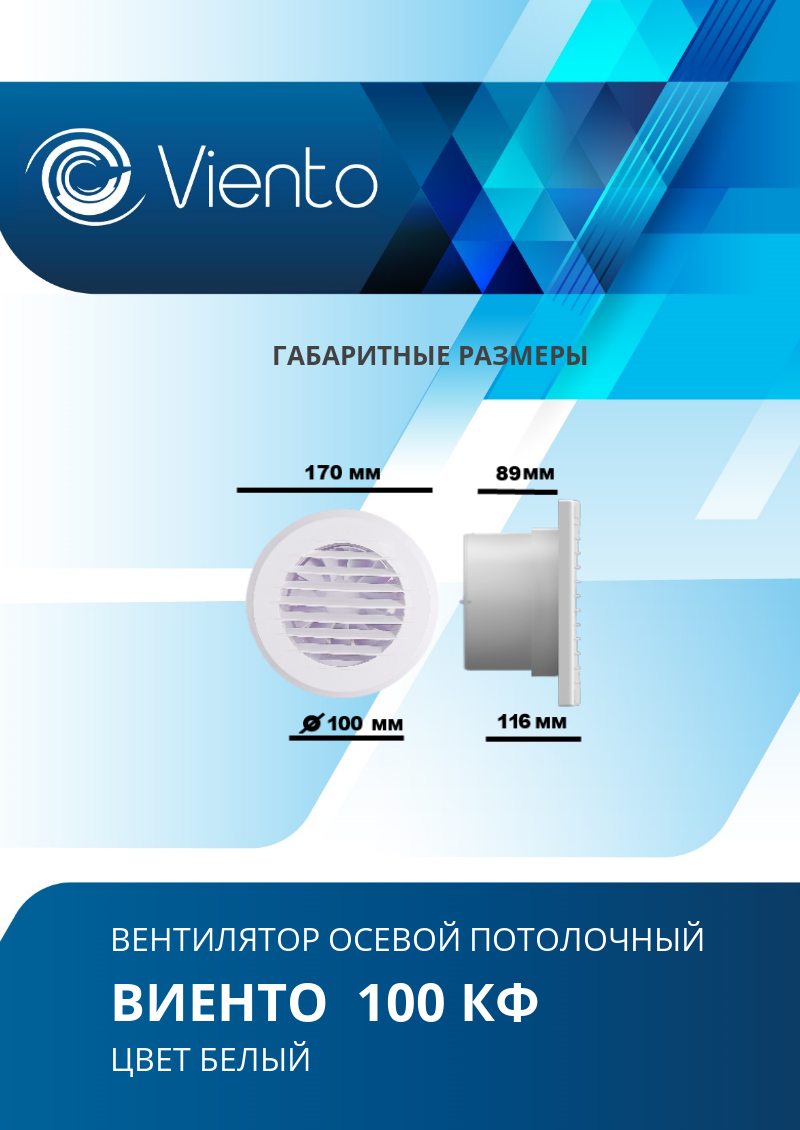 Viento
ГАБАРИТНЫЕ РАЗМЕРЫ
170 мм
89мм
Ø 100 мм
116 мм
ВЕНТИЛЯТОР ОСЕВОЙ ПОТОЛОЧНЫЙ
ВИЕНТО 100 КФ
ЦВЕТ БЕЛЫЙ